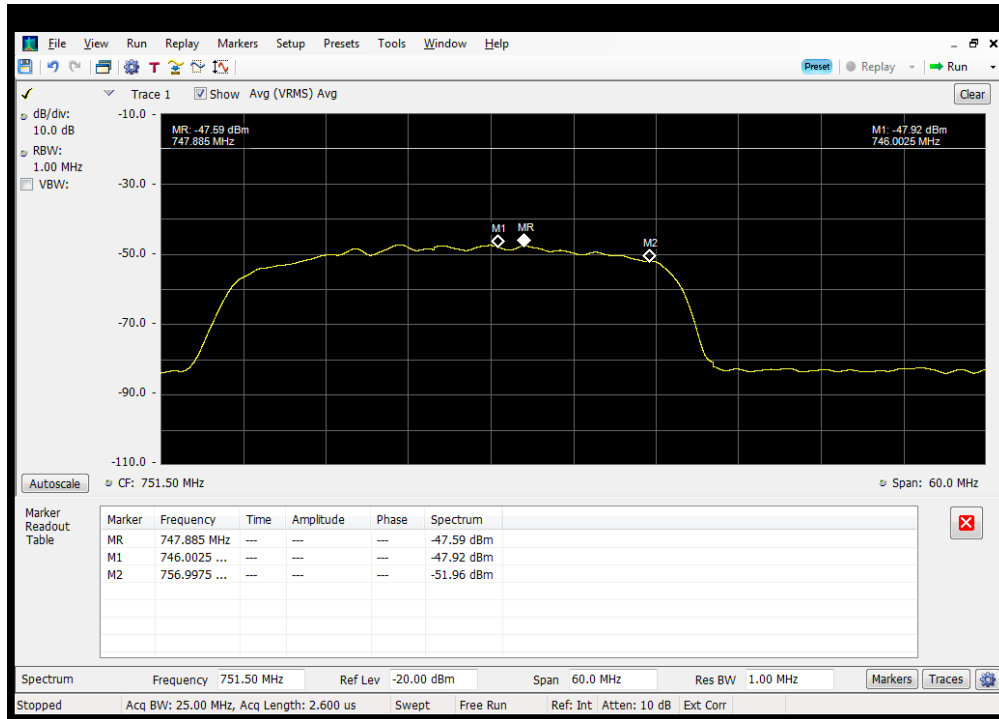 File View Run Replay Markers Setup Presets Tools Window Help
T Preset Replay Run
Trace 1 Show Avg (VRMS) Avg Clear
dB/div:
10.0 dB
RBW:
1.00 MHz
VBW:
-10.0
-30.0
-50.0
-70.0
-90.0
-110.0
MR: -47.59 dBm
747.885 MHz
M1: -47.92 dBm
746.0025 MHz
M1 MR
M2
Autoscale CF: 751.50 MHz Span: 60.0 MHz
Marker
Readout
Table
Marker Frequency Time Amplitude Phase Spectrum
MR 747.885 MHz --- --- --- -47.59 dBm
M1 746.0025 ... --- --- --- -47.92 dBm
M2 756.9975 ... --- --- --- -51.96 dBm
Spectrum Frequency 751.50 MHz Ref Lev -20.00 dBm Span 60.0 MHz Res BW 1.00 MHz Markers Traces
Stopped Acq BW: 25.00 MHz, Acq Length: 2.600 us Swept Free Run Ref: Int Atten: 10 dB Ext Corr